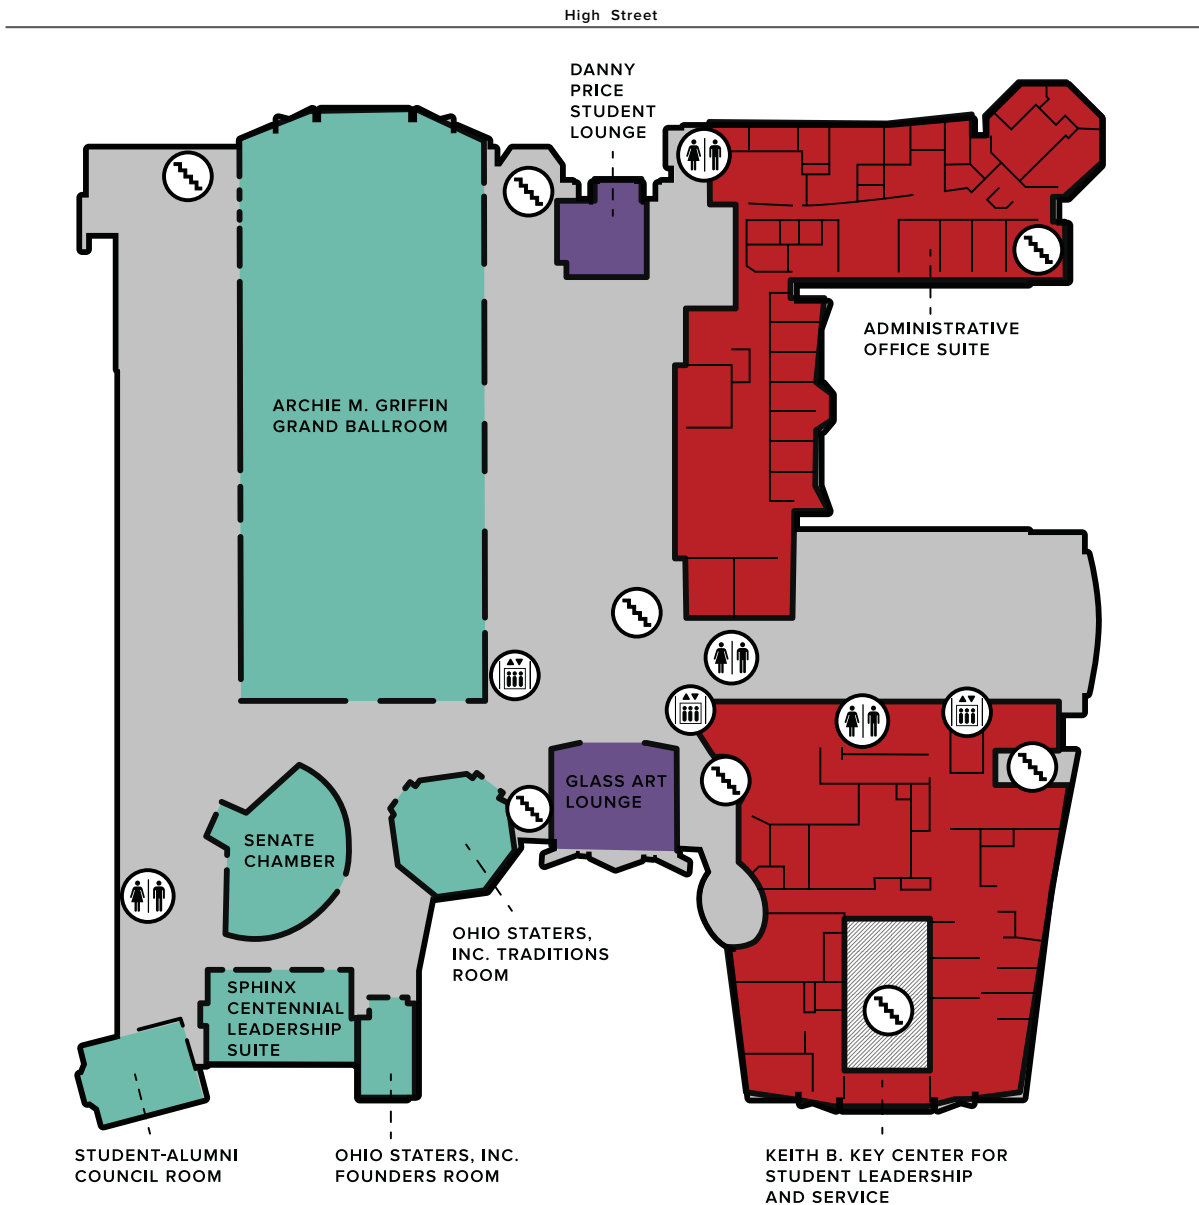 High Street
DANNY
PRICE
STUDENT
LOUNGE
ADMINISTRATIVE
OFFICE SUITE
ARCHIE M. GRIFFIN
GRAND BALLROOM
GLASS ART
LOUNGE
SENATE
CHAMBER
OHIO STATERS,
INC. TRADITIONS
ROOM
SPHINX
CENTENNIAL
LEADERSHIP
SUITE
STUDENT-ALUMNI
COUNCIL ROOM
OHIO STATERS, INC.
FOUNDERS ROOM
KEITH B. KEY CENTER FOR
STUDENT LEADERSHIP
AND SERVICE